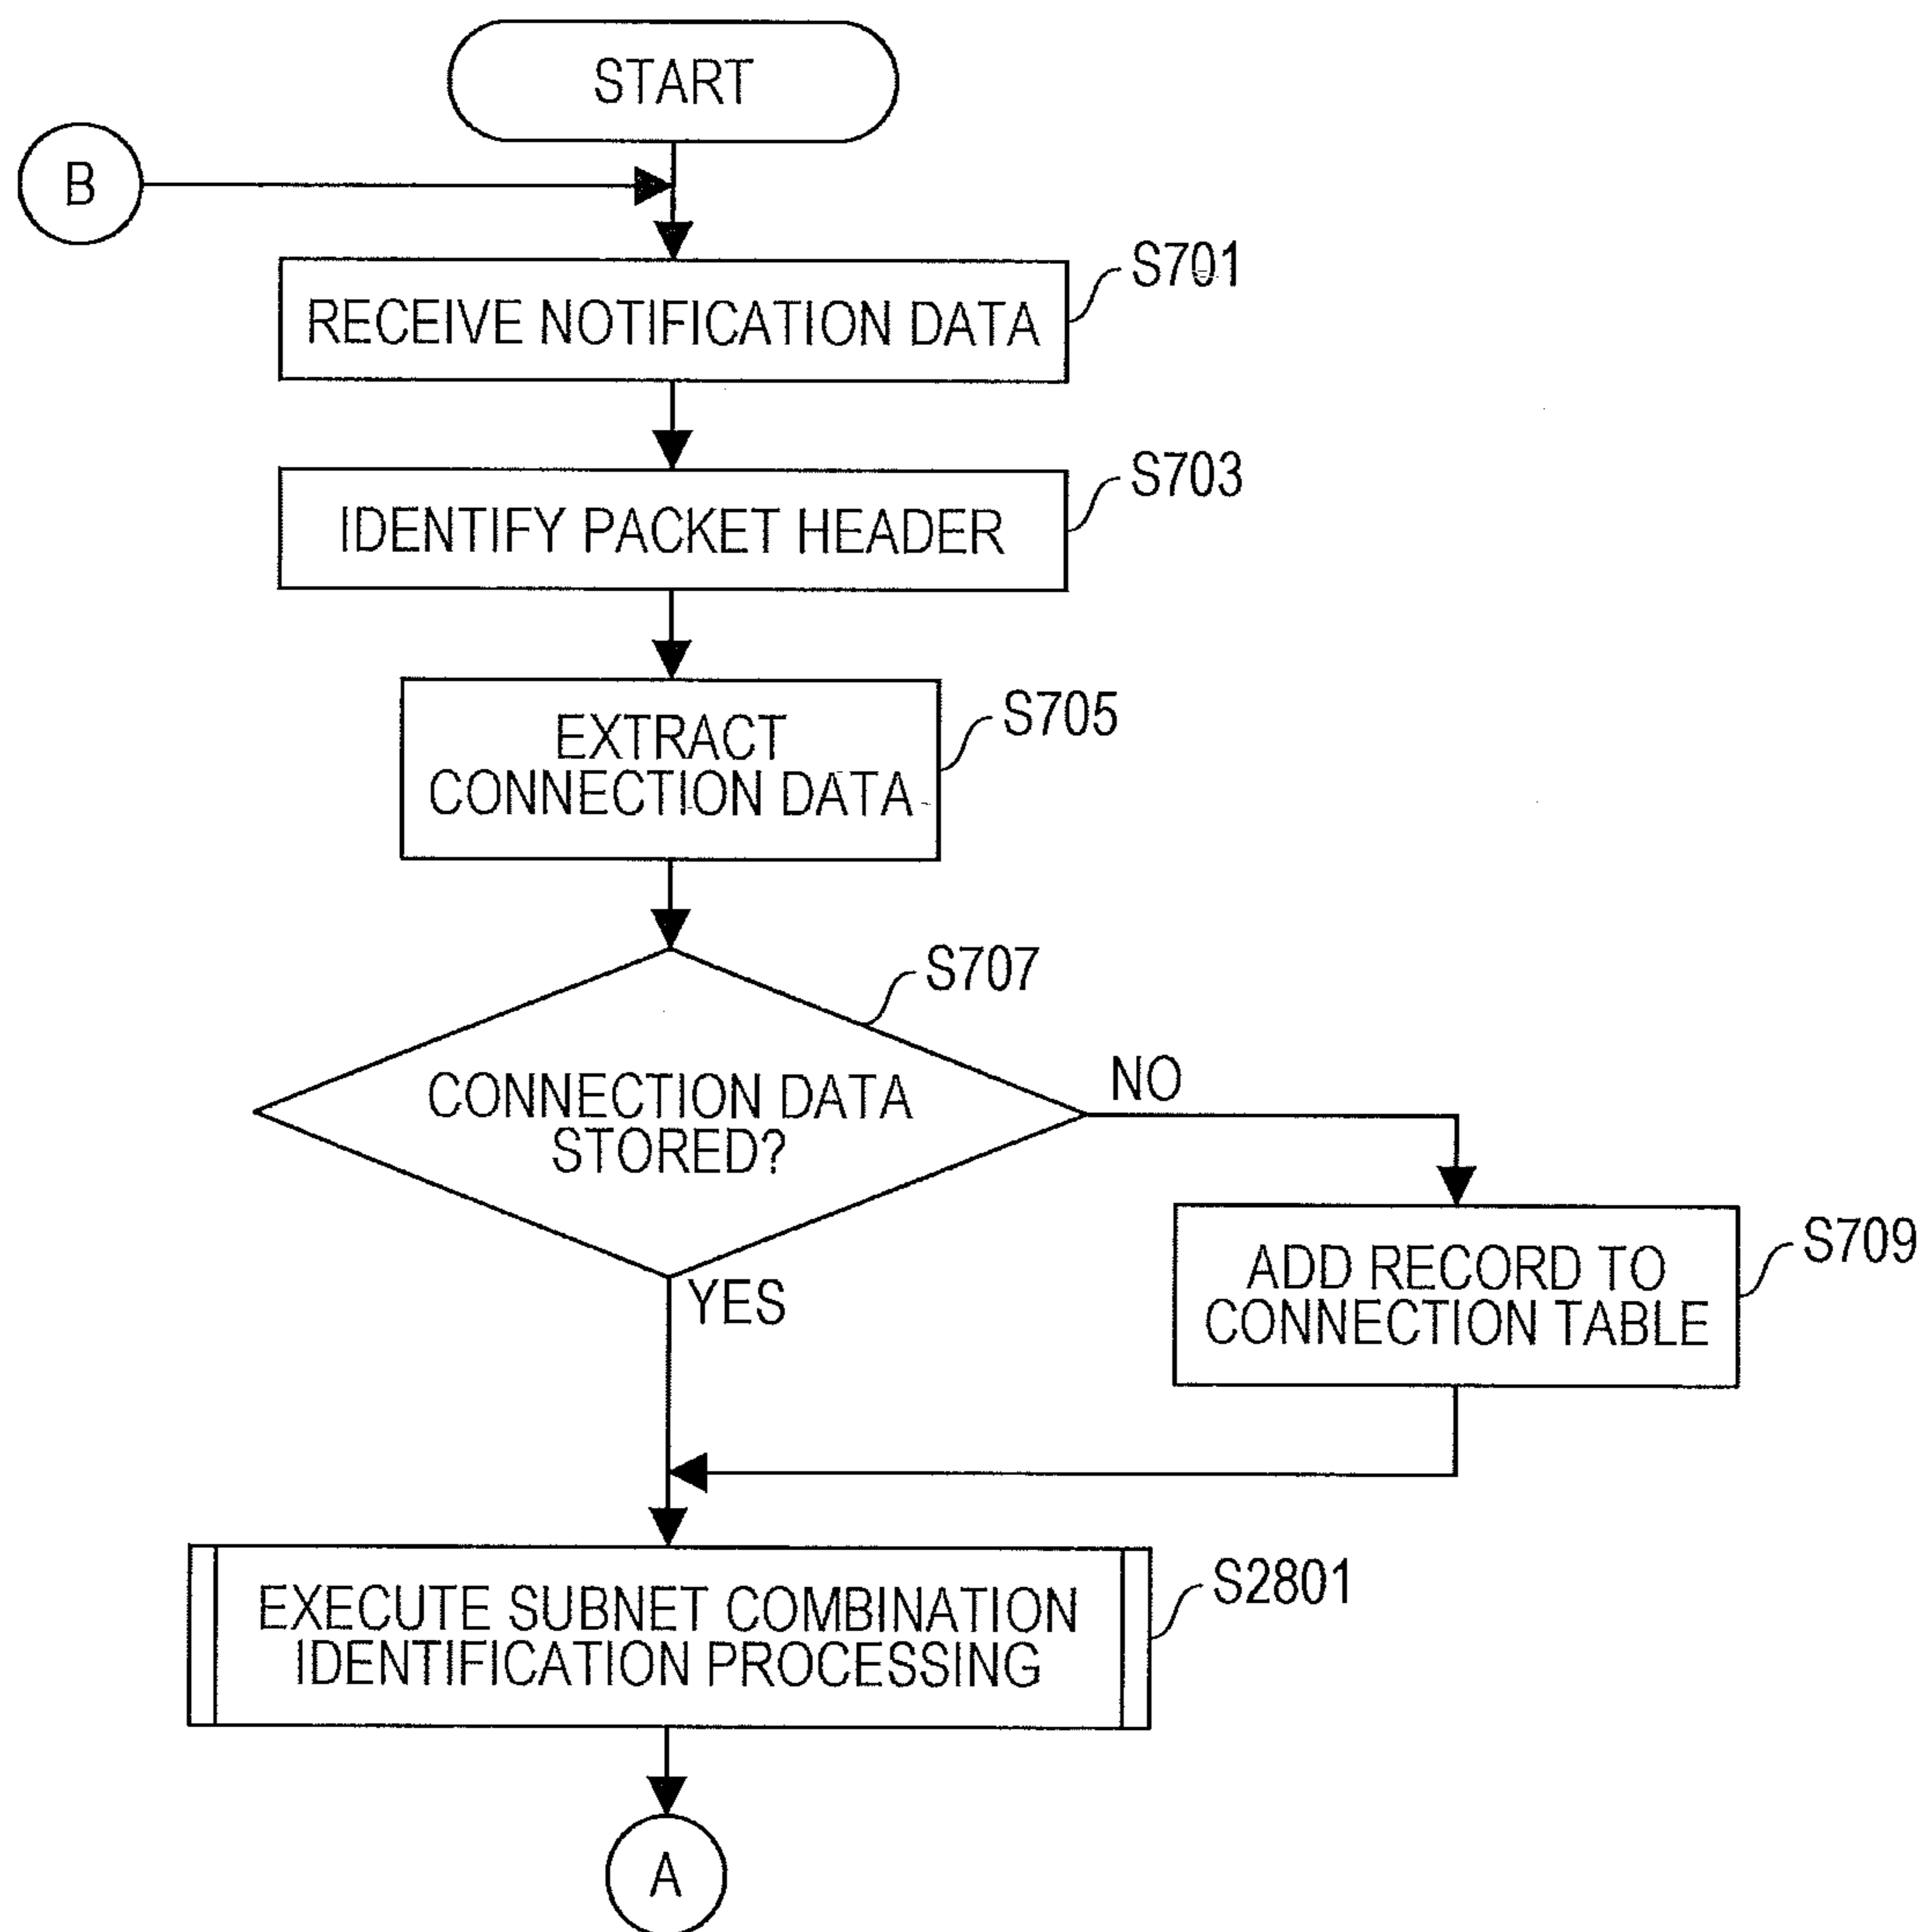 START
B
S701
RECEIVE NOTIFICATION DATA
S703
IDENTIFY PACKET HEADER
S705
EXTRACT
CONNECTION DATA
S707
CONNECTION DATA
STORED?
NO
YES
S709
ADD RECORD TO
CONNECTION TABLE
S2801
EXECUTE SUBNET COMBINATION
IDENTIFICATION PROCESSING
A